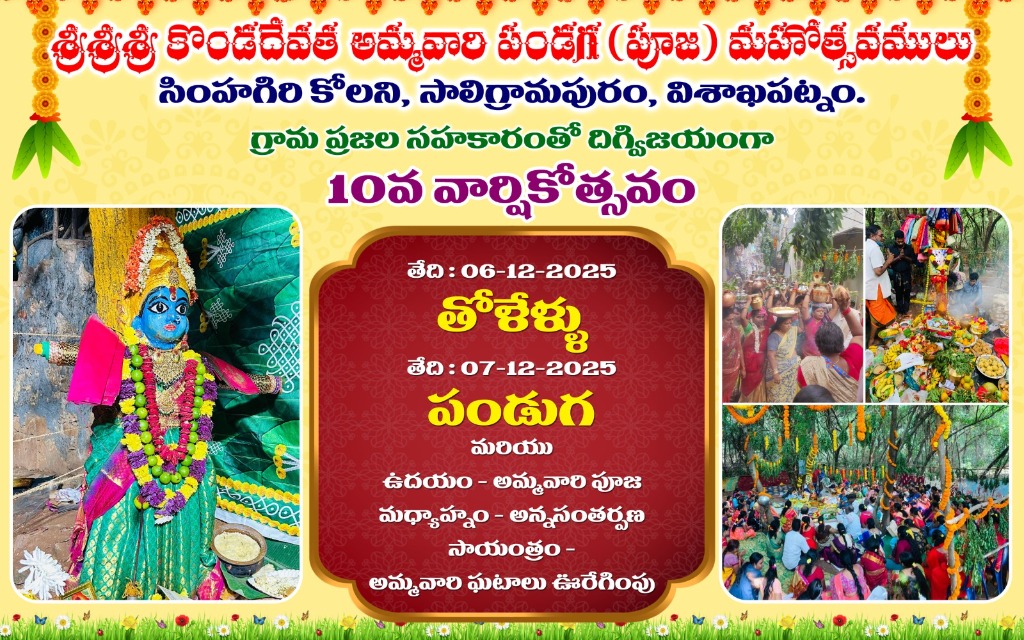 శ్రీశ్రీశ్రీ కొండదేవత అమ్మవారి పండగ (పూజ) మహోత్సవములు
సింహగిరి కోలని, సాలిగ్రామపురం, విశాఖపట్నం.
గ్రామ ప్రజల సహకారంతో దిగ్విజయంగా
10వ వార్షికోత్సవం
తేది : 06-12-2025
తోళేళ్ళు
తేది : 07-12-2025
పండుగ
మరియు
ఉదయం - అమ్మవారి పూజ
మధ్యాహ్నం - అన్నసంతర్పణ
సాయంత్రం -
అమ్మవారి ఘటాలు ఊరేగింపు